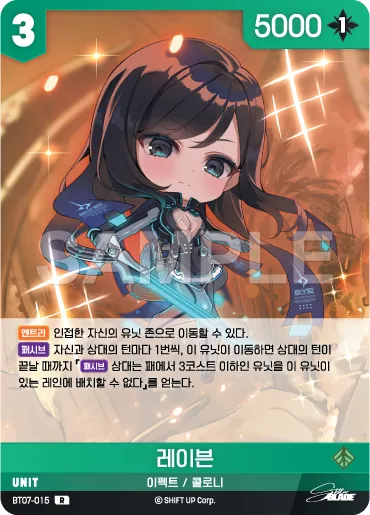 3
5000 1
SAMPLE
엔트리 인접한 자신의 유닛 존으로 이동할 수 있다.
패시브 자신과 상대의 턴마다 1번씩, 이 유닛이 이동하면 상대의 턴이
끝날 때까지 「패시브 상대는 패에서 3코스트 이하인 유닛을 이 유닛이
있는 레인에 배치할 수 없다」를 얻는다.
레이븐
UNIT
이펙트 / 콜로니
BT07-015 R
© SHIFT UP Corp.
Stellar BLADE